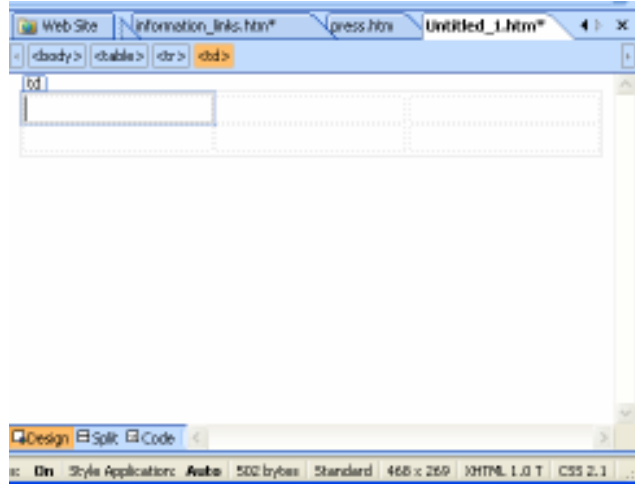 Web Site information_links.htm* press.htm Untitled_1.htm*
<body> <table> <tr> <td>
td
Design Split Code
On Style Application: Auto 502 bytes Standard 468 x 269 XHTML 1.0 T CSS 2.1